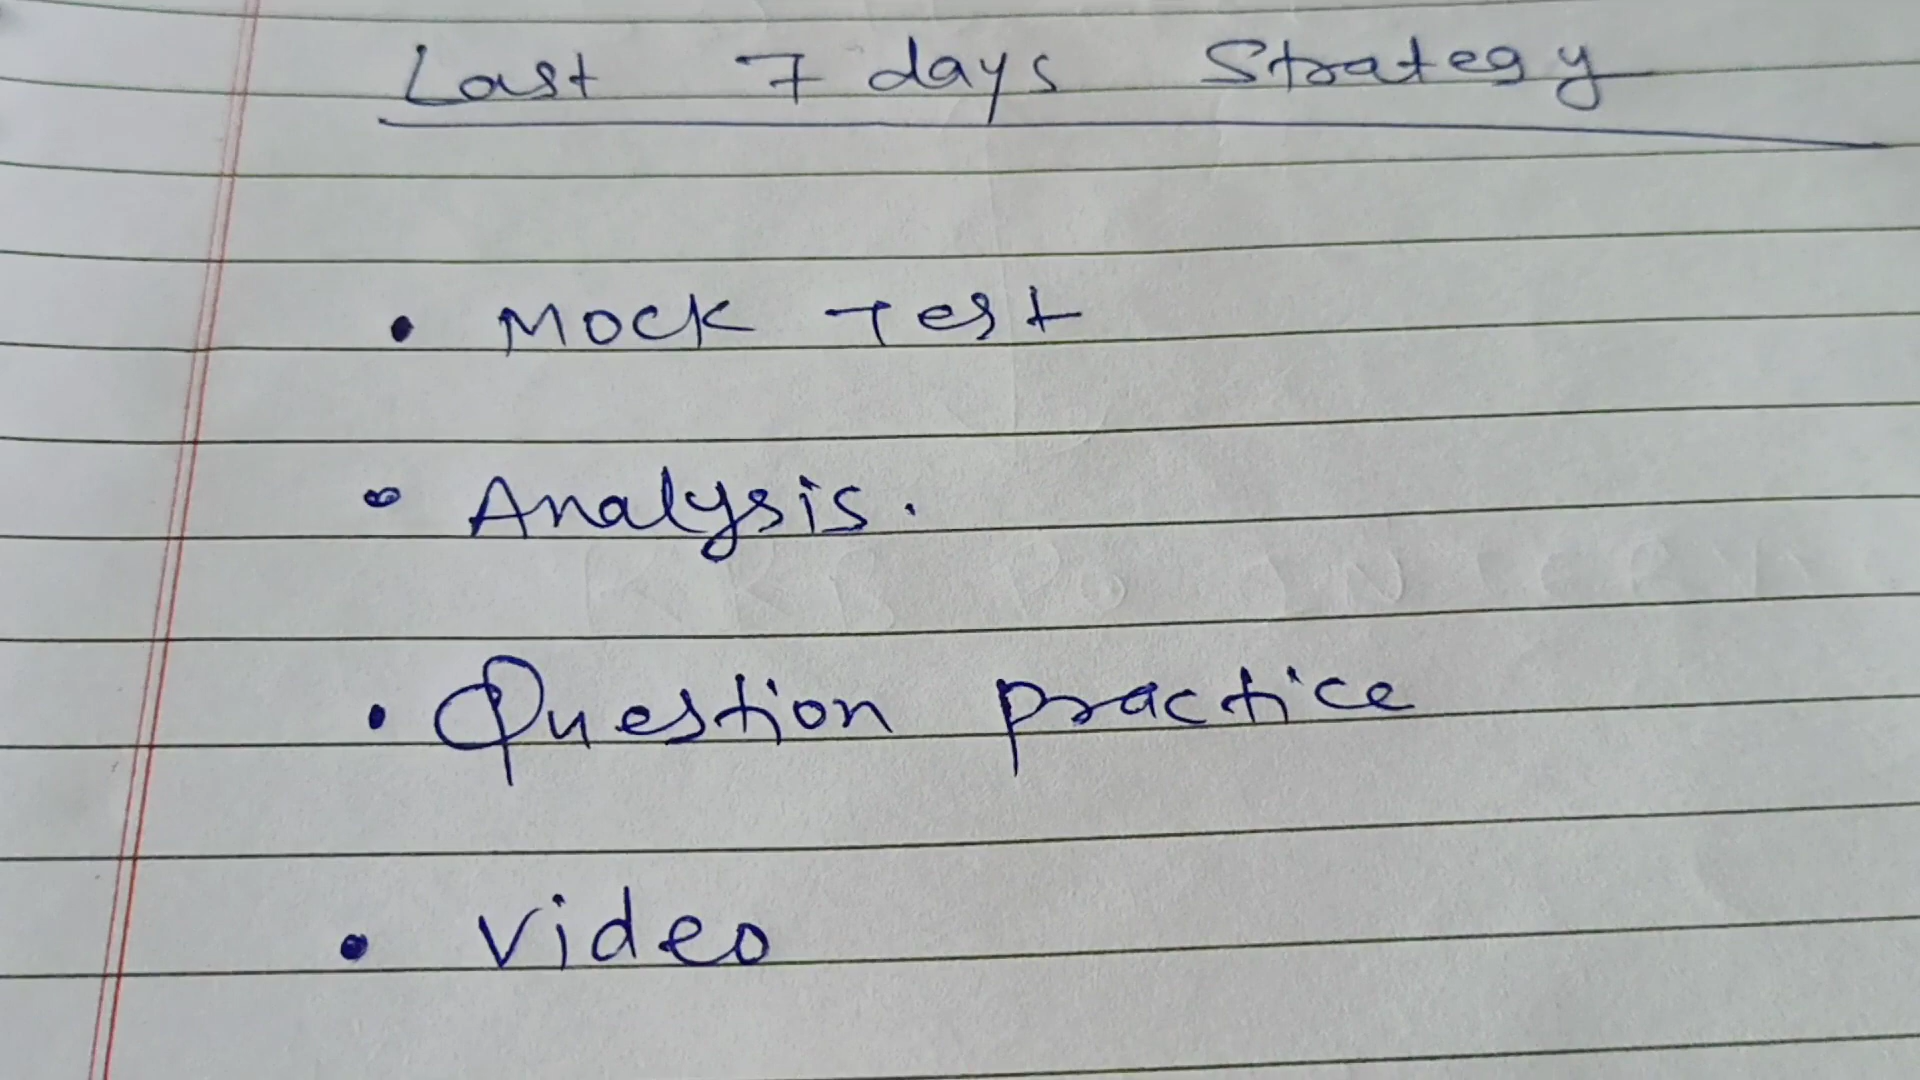 Last 7 days Strategy
• Mock Test
• Analysis.
• Question practice
• Video